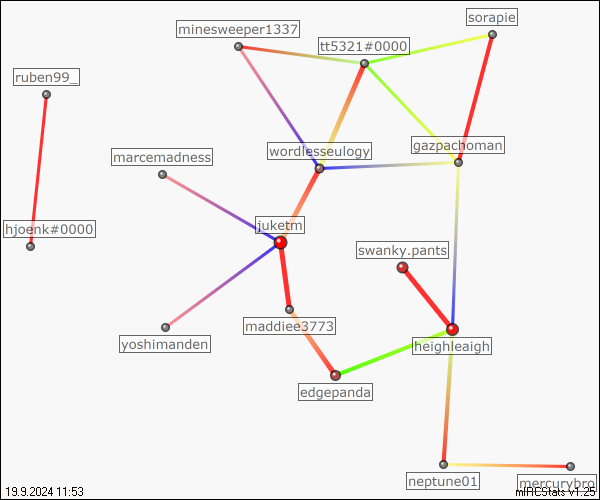 sorapie
minesweeper1337
tt5321#0000
ruben99_
gazpachoman
wordlesseulogy
marcemadness
juketm
hjoenk#0000
swanky.pants
maddiee3773
yoshimanden
heighleaigh
edgepanda
neptune01
mercurybro
19.9.2024 11:53
mIRCStats v1.25